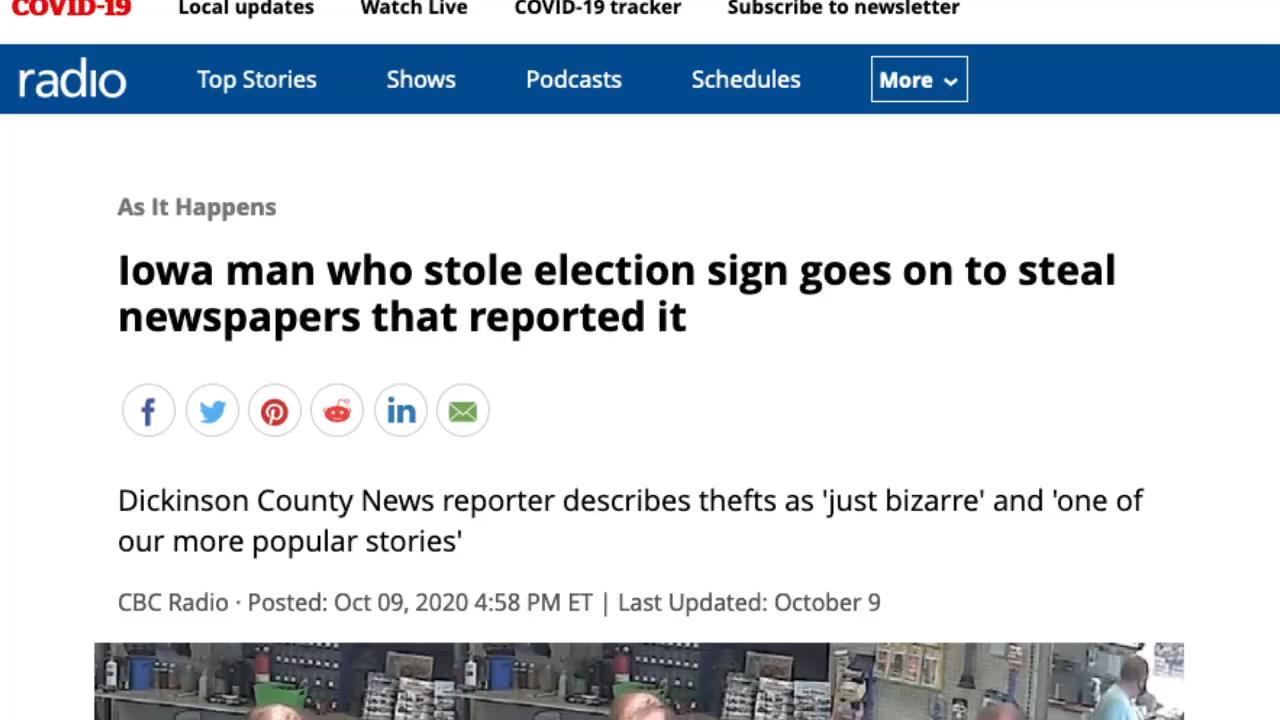 COVID-19 Local updates Watch Live COVID-19 tracker Subscribe to newsletter
radio Top Stories Shows Podcasts Schedules More
As It Happens
Iowa man who stole election sign goes on to steal
newspapers that reported it
Dickinson County News reporter describes thefts as 'just bizarre' and 'one of
our more popular stories'
CBC Radio · Posted: Oct 09, 2020 4:58 PM ET | Last Updated: October 9